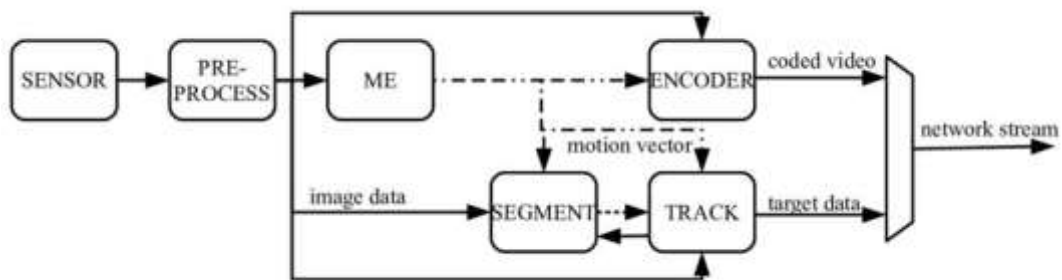 SENSOR
PRE-
PROCESS
ME
ENCODER
coded video
network stream
motion vector
image data
SEGMENT
TRACK
target data